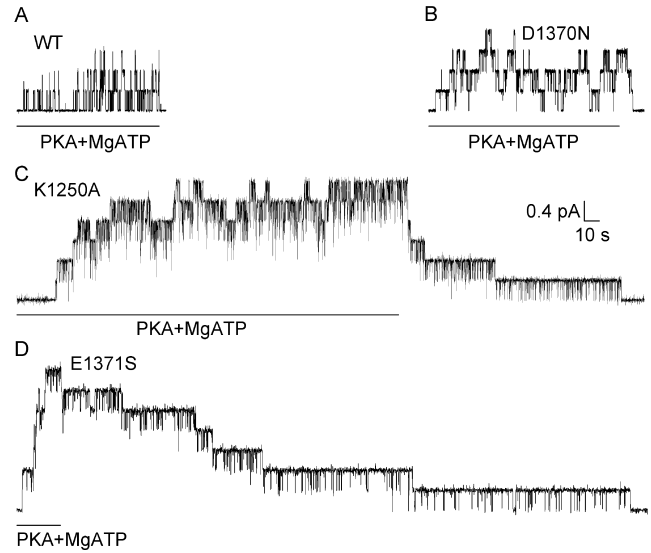 A
WT
PKA+MgATP
B
D1370N
PKA+MgATP
C
K1250A
0.4 pA
10 s
PKA+MgATP
D
E1371S
PKA+MgATP